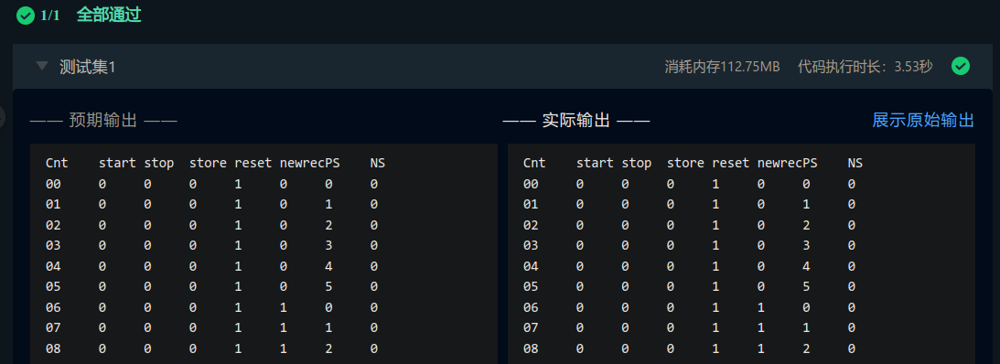 1/1 全部通过
测试集1 消耗内存112.75MB 代码执行时长：3.53秒
—— 预期输出 —— —— 实际输出 —— 展示原始输出
Cnt start stop store reset newrecPS NS Cnt start stop store reset newrecPS NS
00 0 0 0 1 0 0 0 00 0 0 0 1 0 0 0
01 0 0 0 1 0 1 0 01 0 0 0 1 0 1 0
02 0 0 0 1 0 2 0 02 0 0 0 1 0 2 0
03 0 0 0 1 0 3 0 03 0 0 0 1 0 3 0
04 0 0 0 1 0 4 0 04 0 0 0 1 0 4 0
05 0 0 0 1 0 5 0 05 0 0 0 1 0 5 0
06 0 0 0 1 1 0 0 06 0 0 0 1 1 0 0
07 0 0 0 1 1 1 0 07 0 0 0 1 1 1 0
08 0 0 0 1 1 2 0 08 0 0 0 1 1 2 0